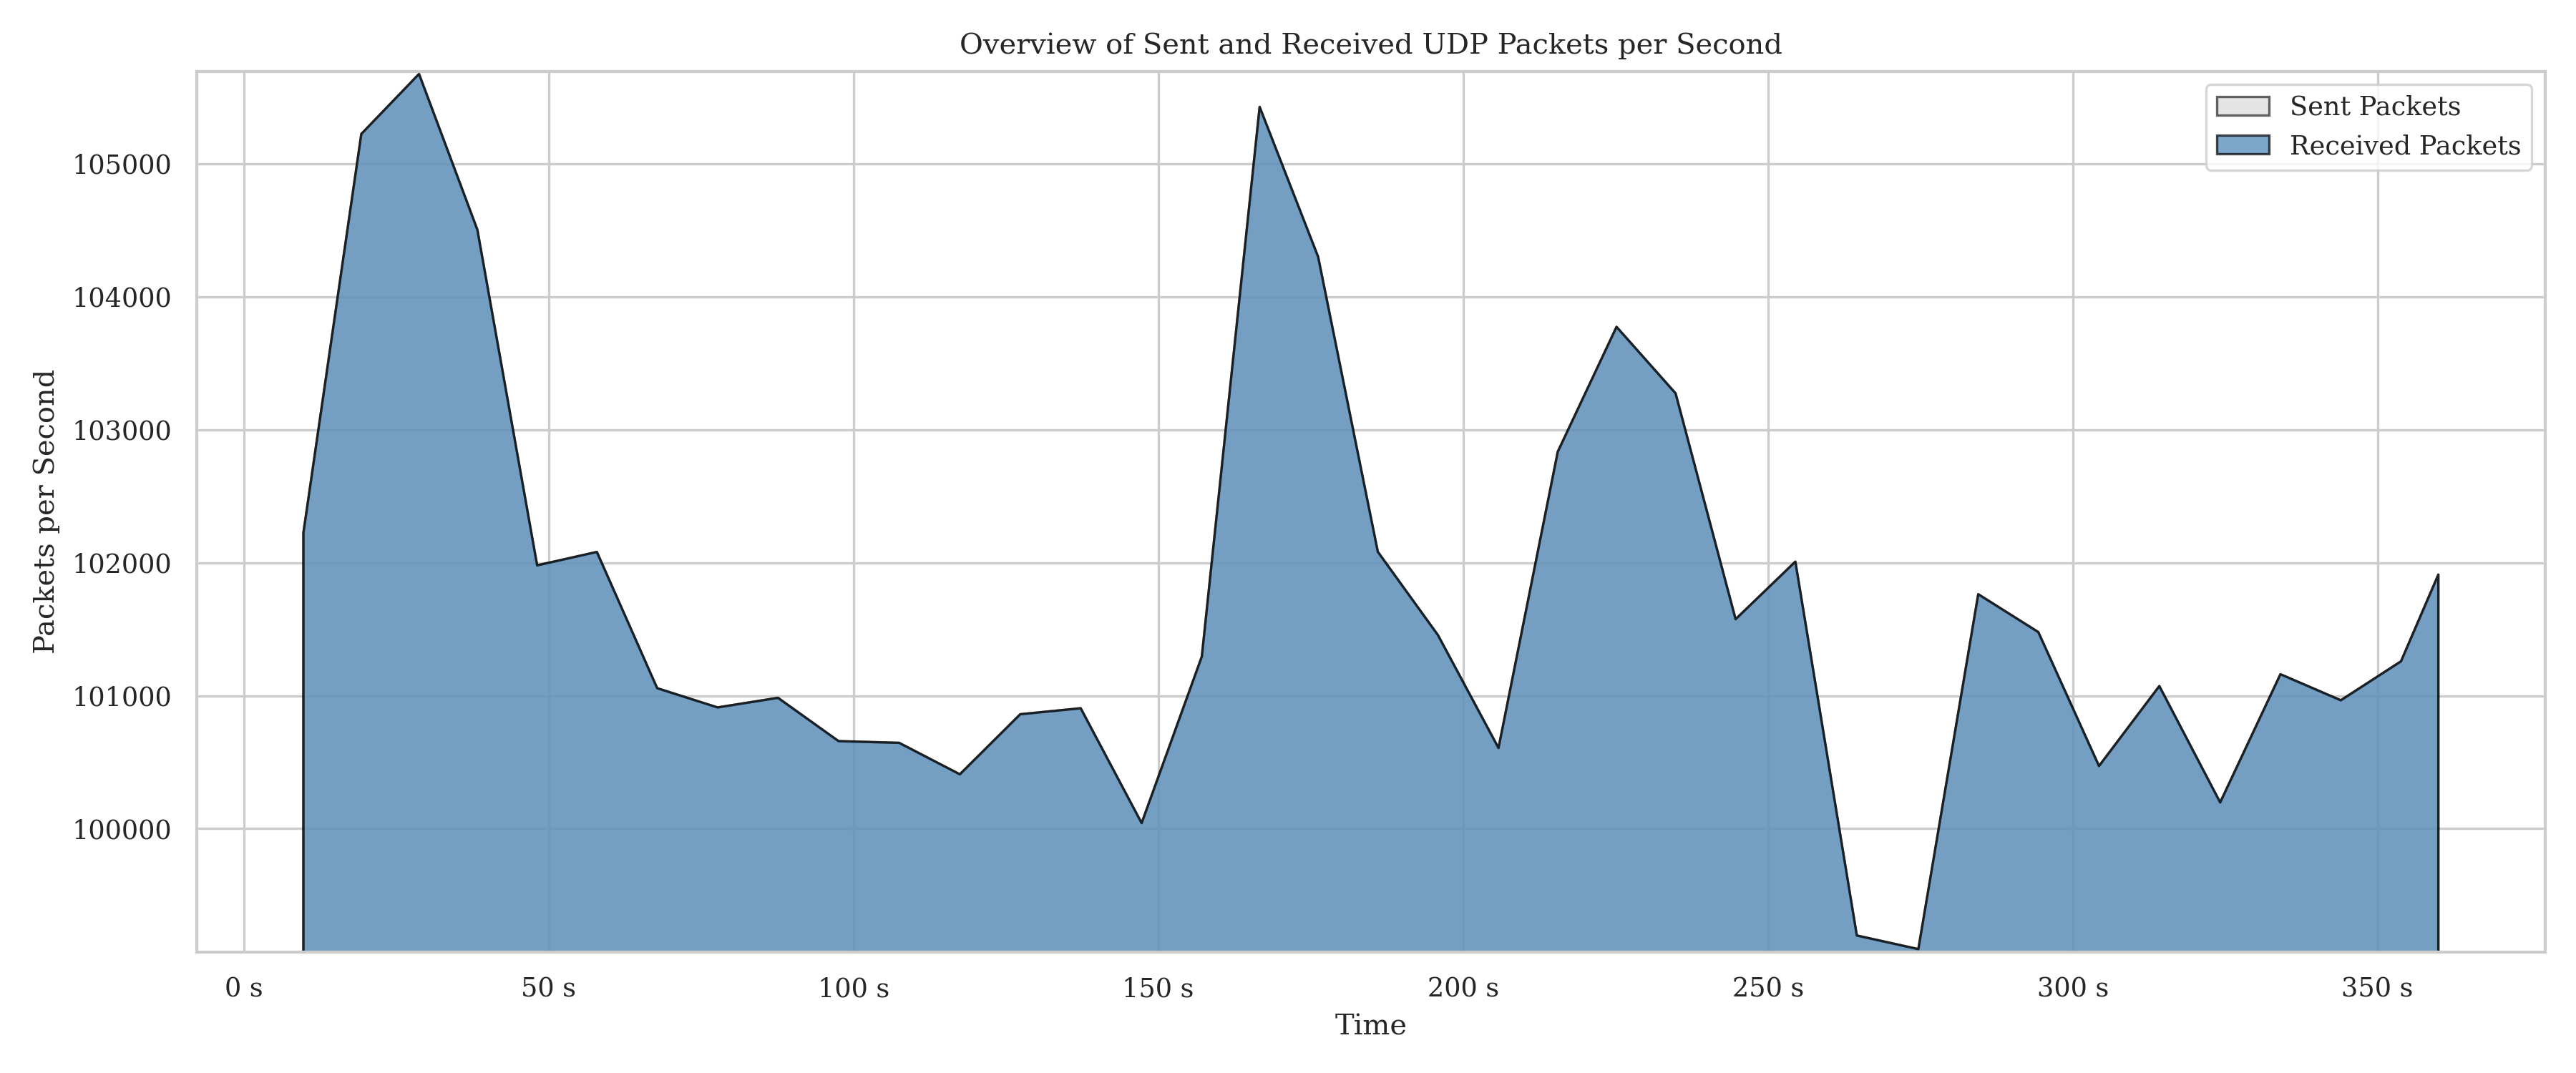 Overview of Sent and Received UDP Packets per Second
Sent Packets
Received Packets
Packets per Second
105000
104000
103000
102000
101000
100000
0 s
50 s
100 s
150 s
200 s
250 s
300 s
350 s
Time